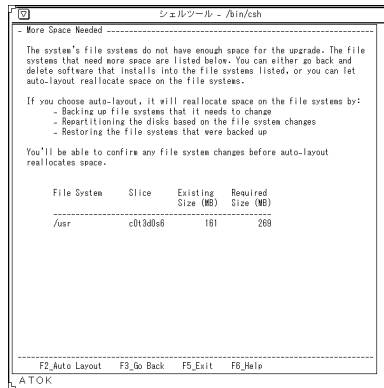 シェルツール - /bin/csh
- More Space Needed --------------------------------------------------------------
The system's file systems do not have enough space for the upgrade. The file
systems that need more space are listed below. You can either go back and
delete software that installs into the file systems listed, or you can let
auto-layout reallocate space on the file systems.
If you choose auto-layout, it will reallocate space on the file systems by:
- Backing up file systems that it needs to change
- Repartitioning the disks based on the file system changes
- Restoring the file systems that were backed up
You'll be able to confirm any file system changes before auto-layout
reallocates space.
File System Slice Existing Required
Size (MB) Size (MB)
------------------------------------------------------
/usr c0t3d0s6 161 269
--------------------------------------------------------------------------------
F2_Auto Layout F3_Go Back F5_Exit F6_Help
ATOK